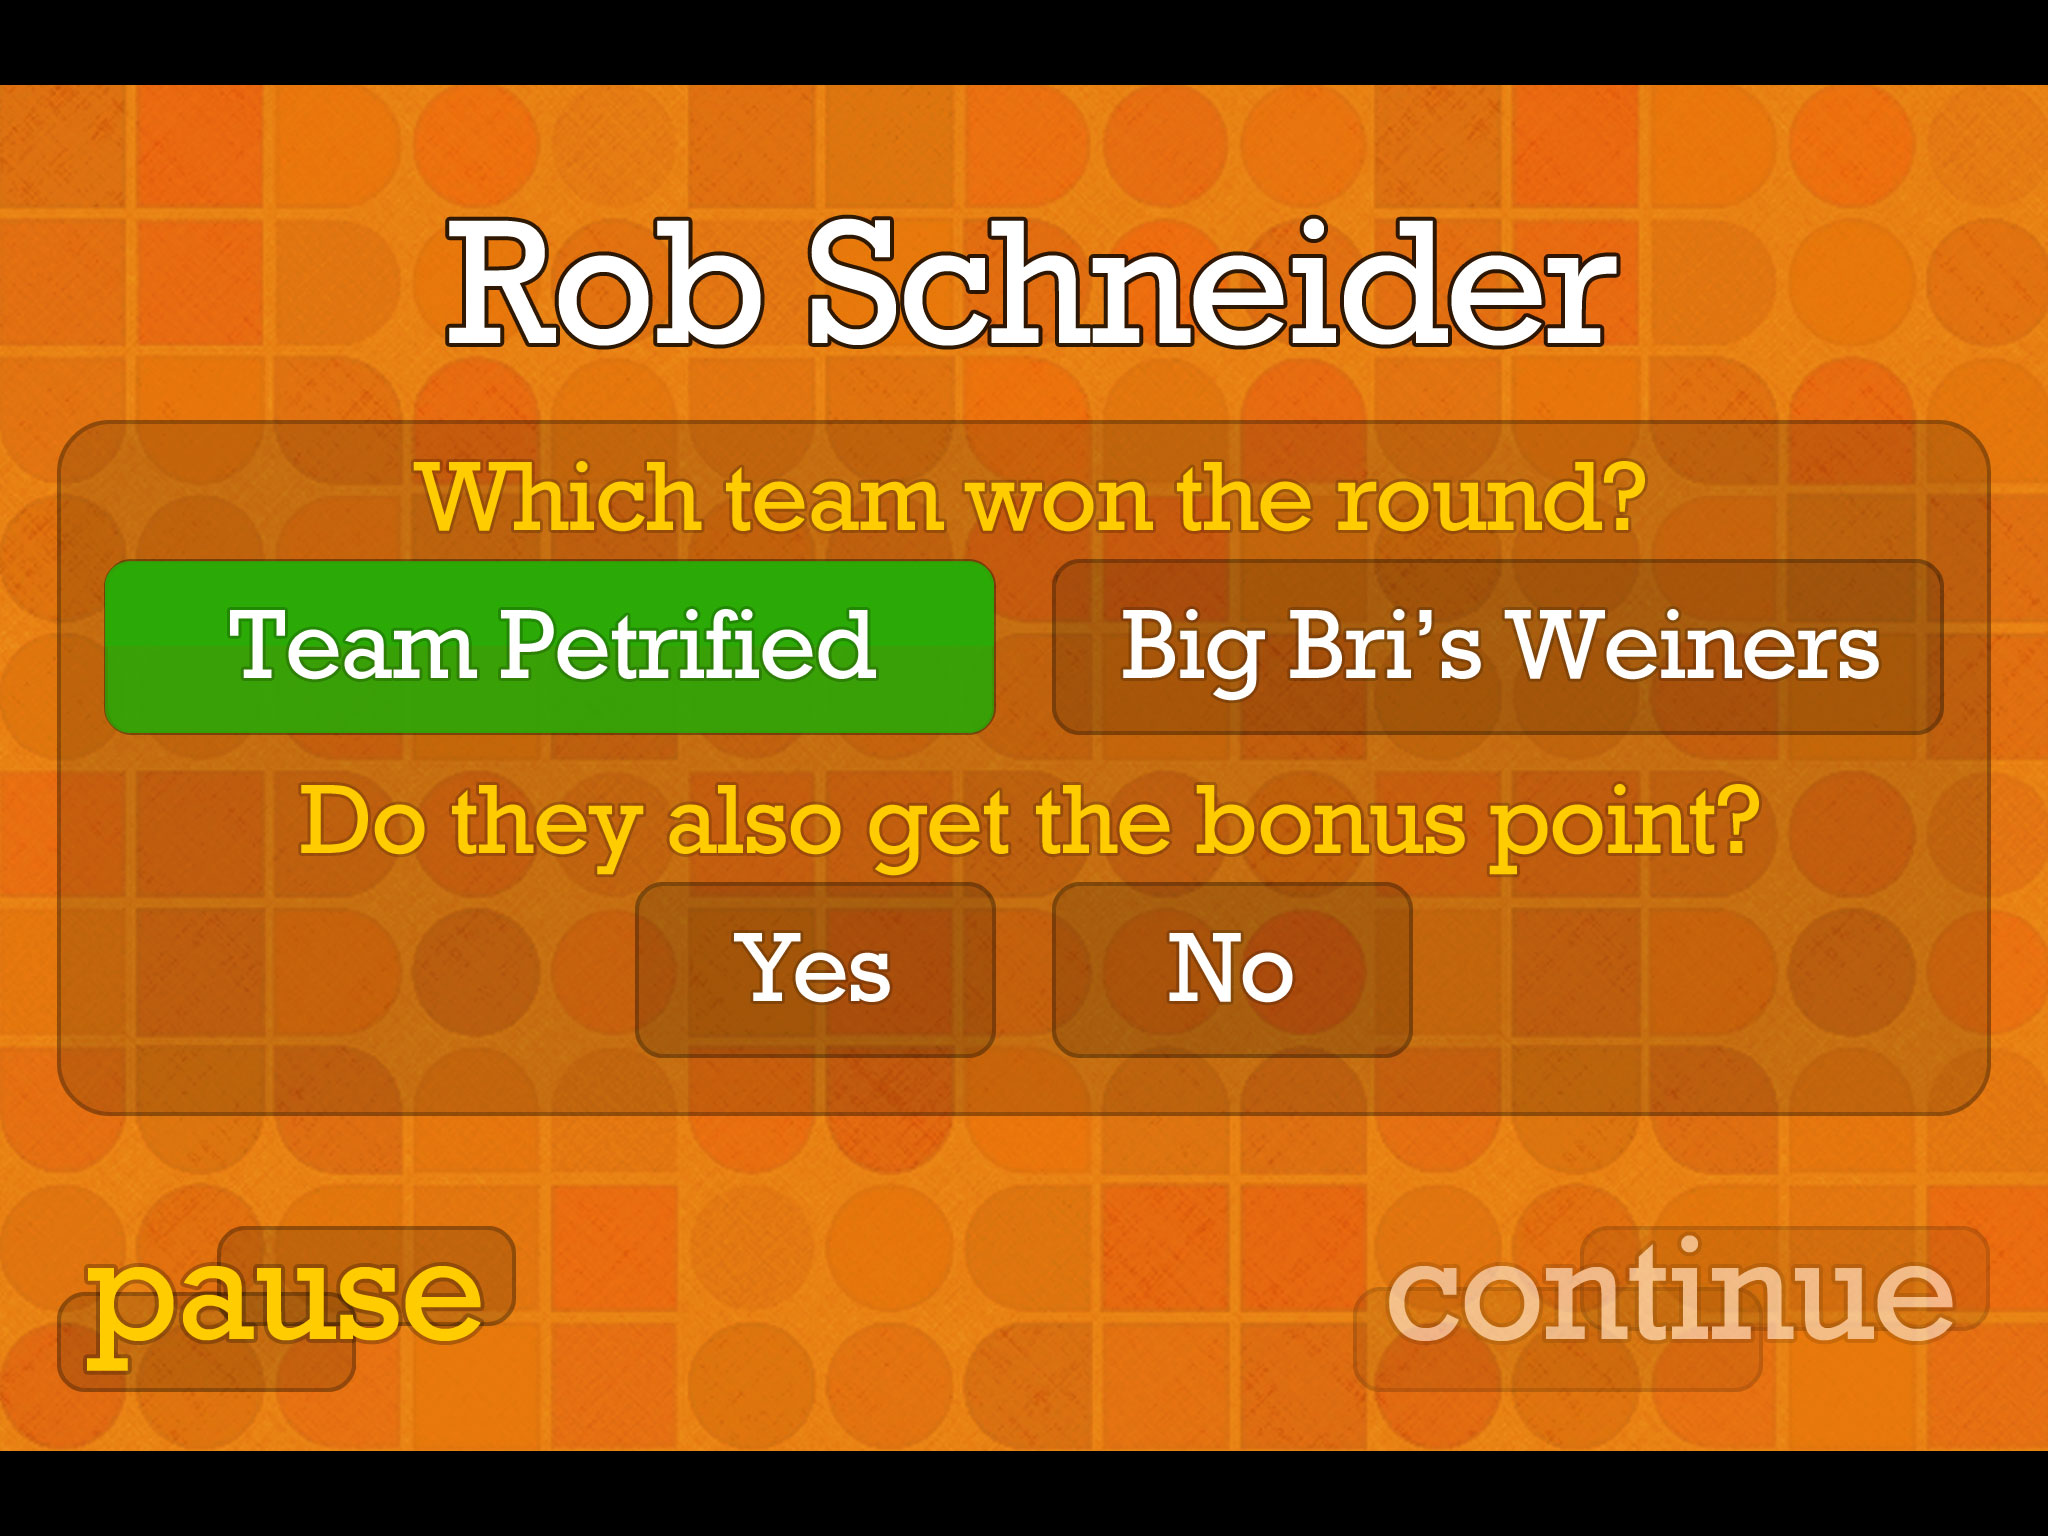 Rob Schneider
Which team won the round?
Team Petrified
Big Bri’s Weiners
Do they also get the bonus point?
Yes
No
pause
continue